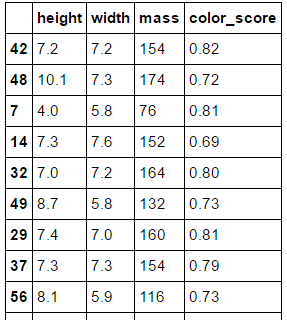 height width mass color_score
42 7.2 7.2 154 0.82
48 10.1 7.3 174 0.72
7 4.0 5.8 76 0.81
14 7.3 7.6 152 0.69
32 7.0 7.2 164 0.80
49 8.7 5.8 132 0.73
29 7.4 7.0 160 0.81
37 7.3 7.3 154 0.79
56 8.1 5.9 116 0.73